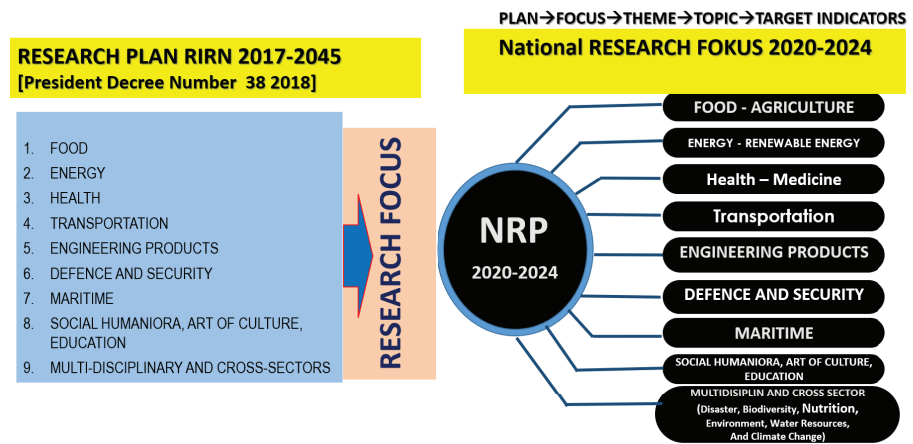 PLAN→FOCUS→THEME→TOPIC→TARGET INDICATORS
RESEARCH PLAN RIRN 2017-2045
[President Decree Number 38 2018]
National RESEARCH FOKUS 2020-2024
1. FOOD
2. ENERGY
3. HEALTH
4. TRANSPORTATION
5. ENGINEERING PRODUCTS
6. DEFENCE AND SECURITY
7. MARITIME
8. SOCIAL HUMANIORA, ART OF CULTURE,
EDUCATION
9. MULTI-DISCIPLINARY AND CROSS-SECTORS
RESEARCH FOCUS
NRP
2020-2024
FOOD - AGRICULTURE
ENERGY - RENEWABLE ENERGY
Health – Medicine
Transportation
ENGINEERING PRODUCTS
DEFENCE AND SECURITY
MARITIME
SOCIAL HUMANIORA, ART OF CULTURE,
EDUCATION
MULTIDISIPLIN AND CROSS SECTOR
(Disaster, Biodiversity, Nutrition,
Environment, Water Resources,
And Climate Change)